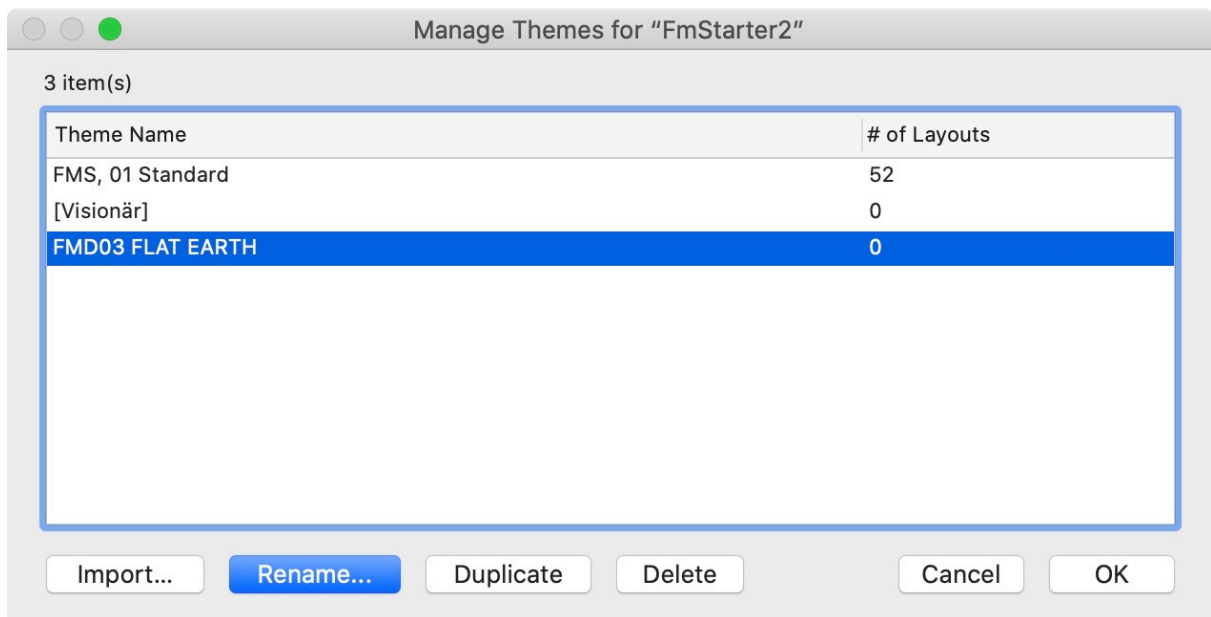 Manage Themes for “FmStarter2”
3 item(s)
Theme Name # of Layouts
FMS, 01 Standard 52
[Visionär] 0
FMD03 FLAT EARTH 0
Import... Rename... Duplicate Delete Cancel OK